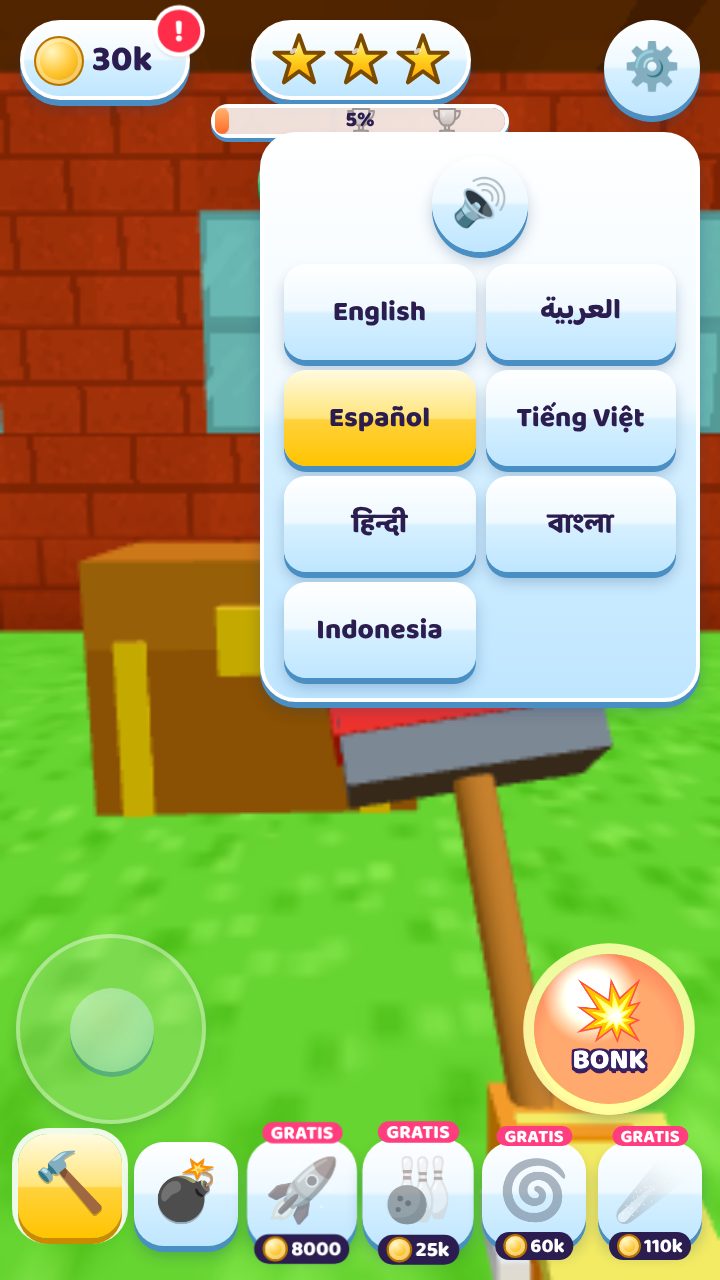 30k
!
5%
English
العربية
Español
Tiếng Việt
हिन्दी
বাংলা
Indonesia
BONK
GRATIS
GRATIS
GRATIS
GRATIS
8000
25k
60k
110k